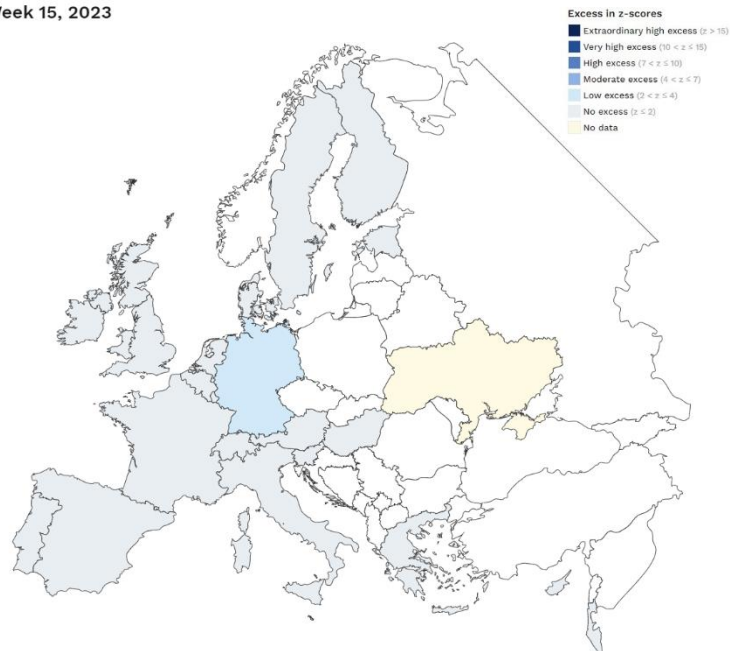 eek 15, 2023
Excess in z-scores
Extraordinary high excess (z > 15)
Very high excess (10 < z ≤ 15)
High excess (7 < z ≤ 10)
Moderate excess (4 < z ≤ 7)
Low excess (2 < z ≤ 4)
No excess (z ≤ 2)
No data